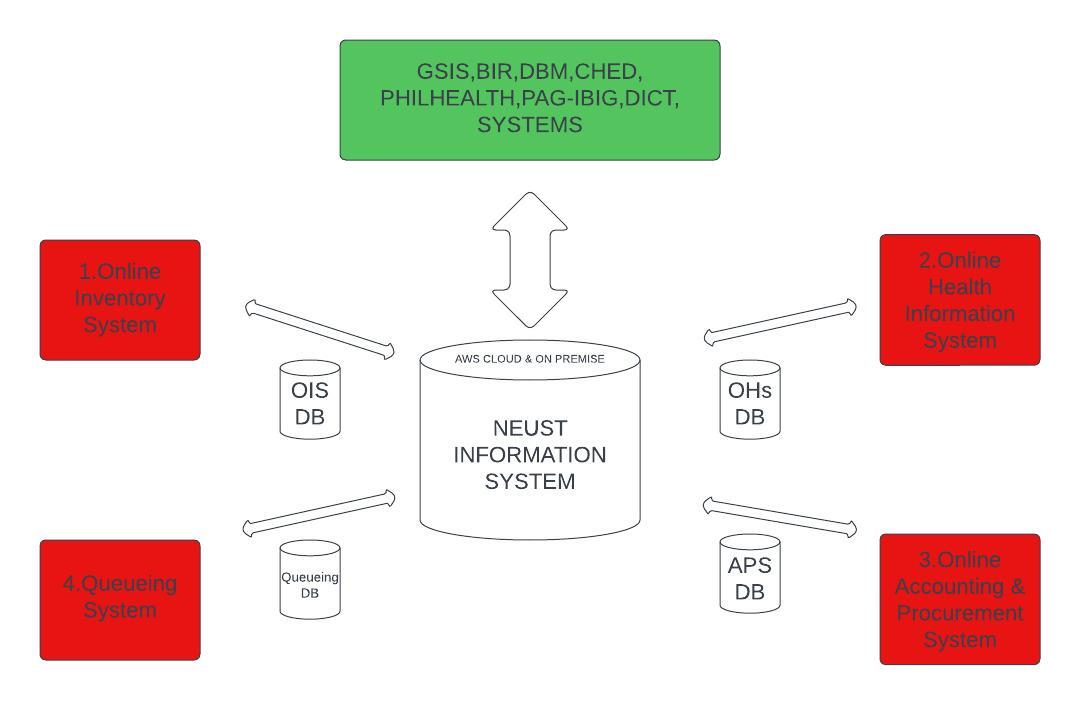 GSIS,BIR,DBM,CHED,
PHILHEALTH,PAG-IBIG,DICT,
SYSTEMS
1.Online
Inventory
System
2.Online
Health
Information
System
AWS CLOUD & ON PREMISE
NEUST
INFORMATION
SYSTEM
OIS
DB
OHs
DB
4.Queueing
System
Queueing
DB
APS
DB
3.Online
Accounting &
Procurement
System